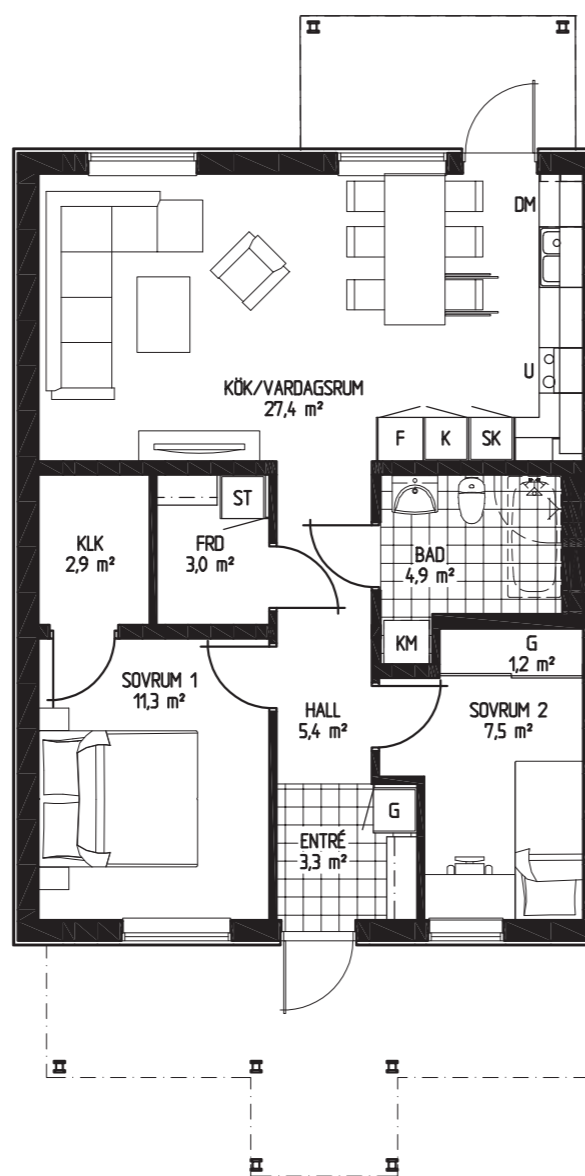 DM
U
KÖK/VARDAGSRUM
27,4 m²
F K SK
ST
KLK
2,9 m²
FRD
3,0 m²
BAD
4,9 m²
KM
G
1,2 m²
SOVRUM 1
11,3 m²
HALL
5,4 m²
SOVRUM 2
7,5 m²
G
ENTRÉ
3,3 m²